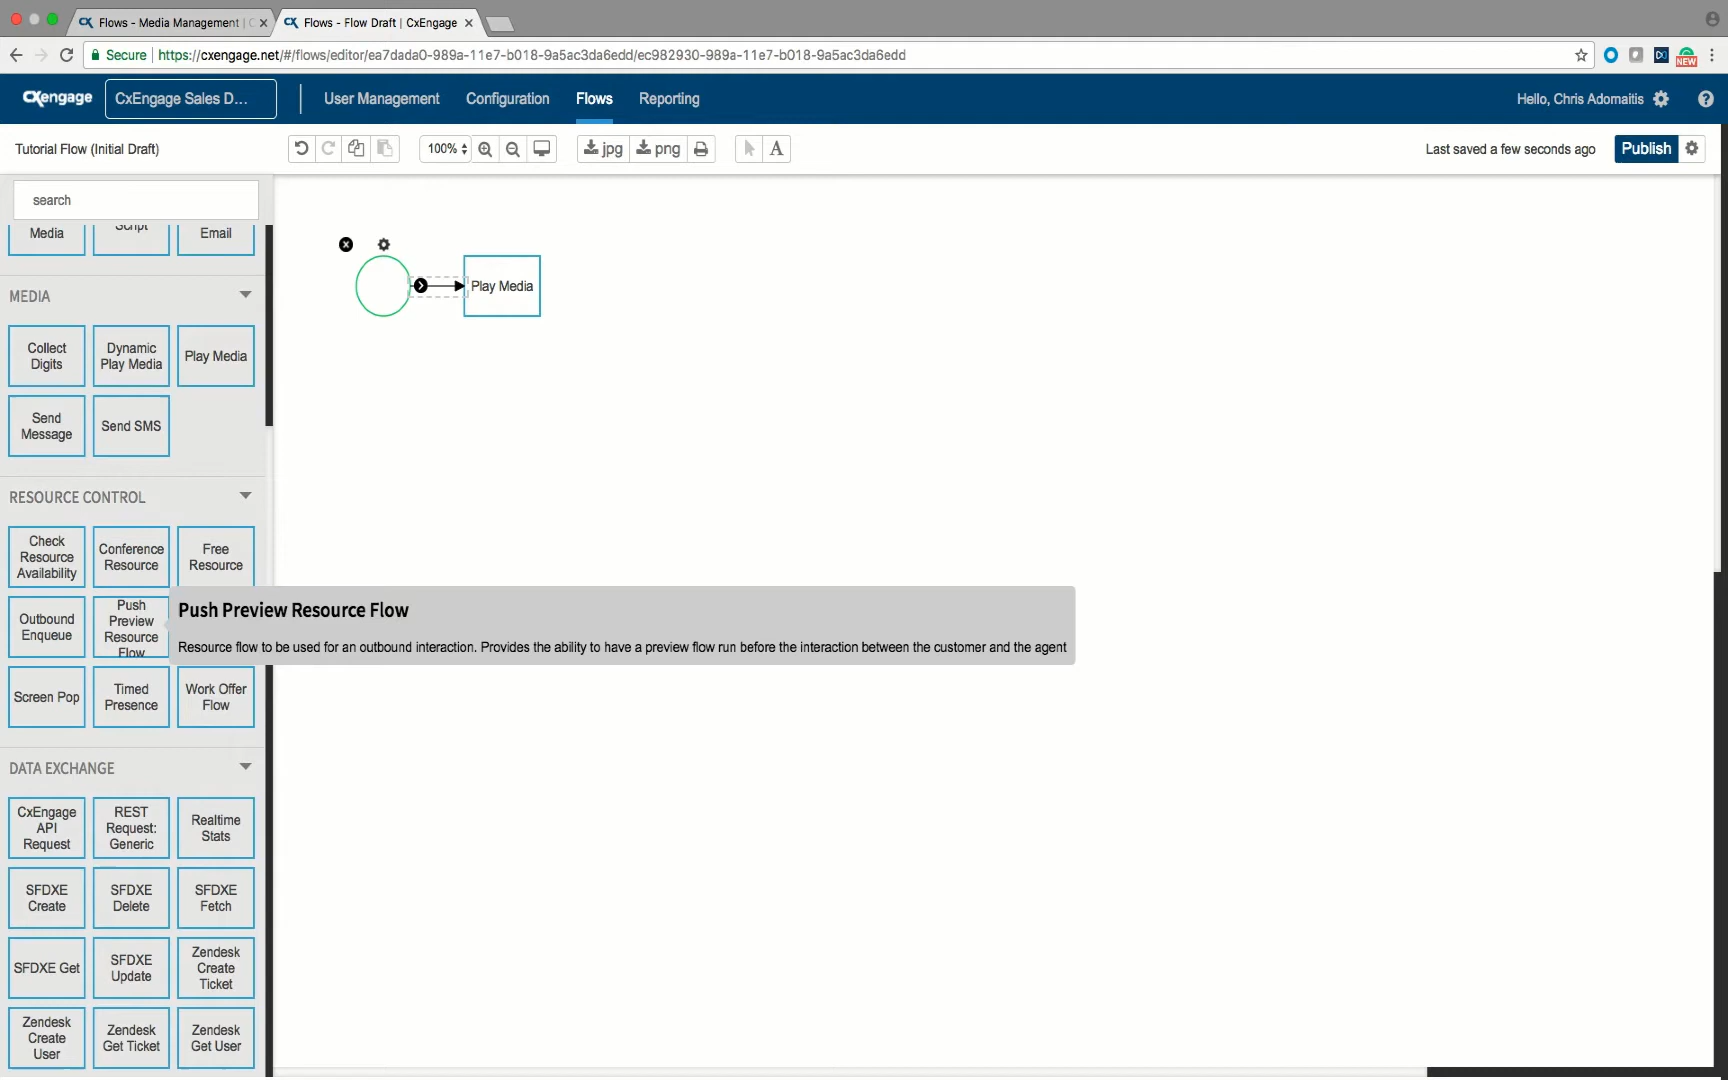 Flows - Media Management | C
Flows - Flow Draft | CxEngage
Secure https://cxengage.net/#/flows/editor/ea7dada0-989a-11e7-b018-9a5ac3da6edd/ec982930-989a-11e7-b018-9a5ac3da6edd
NEW
CXengage CxEngage Sales D... User Management Configuration Flows Reporting Hello, Chris Adomaitis
Tutorial Flow (Initial Draft) 100% jpg png A Last saved a few seconds ago Publish
search
Media Script Email
MEDIA
Collect Digits
Dynamic Play Media
Play Media
Send Message
Send SMS
RESOURCE CONTROL
Check Resource Availability
Conference Resource
Free Resource
Outbound Enqueue
Push Preview Resource Flow
Screen Pop
Timed Presence
Work Offer Flow
DATA EXCHANGE
CxEngage API Request
REST Request: Generic
Realtime Stats
SFDXE Create
SFDXE Delete
SFDXE Fetch
SFDXE Get
SFDXE Update
Zendesk Create Ticket
Zendesk Create User
Zendesk Get Ticket
Zendesk Get User
Play Media
Push Preview Resource Flow
Resource flow to be used for an outbound interaction. Provides the ability to have a preview flow run before the interaction between the customer and the agent